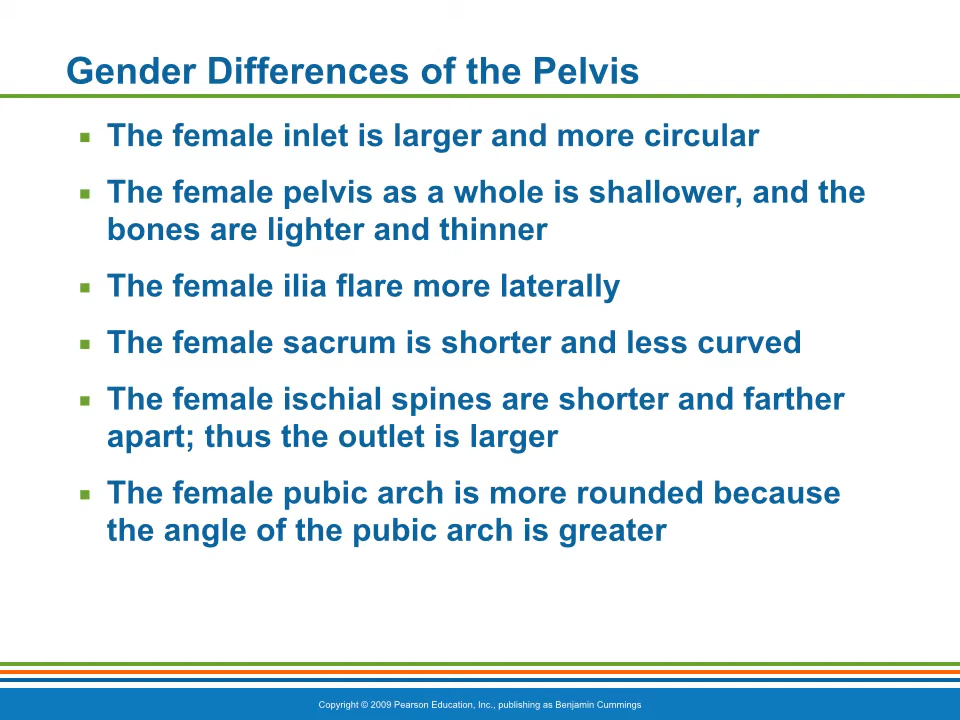 Gender Differences of the Pelvis
The female inlet is larger and more circular
The female pelvis as a whole is shallower, and the
bones are lighter and thinner
The female ilia flare more laterally
The female sacrum is shorter and less curved
The female ischial spines are shorter and farther
apart; thus the outlet is larger
The female pubic arch is more rounded because
the angle of the pubic arch is greater
Copyright © 2009 Pearson Education, Inc., publishing as Benjamin Cummings